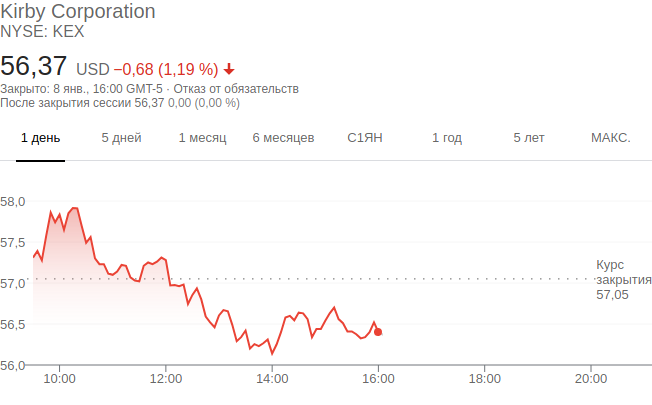 Kirby Corporation
NYSE: KEX
56,37 USD −0,68 (1,19 %)
Закрыто: 8 янв., 16:00 GMT-5 · Отказ от обязательств
После закрытия сессии 56,37 0,00 (0,00 %)
1 день 5 дней 1 месяц 6 месяцев С1ЯН 1 год 5 лет МАКС.
58,0
57,5
57,0
56,5
56,0
Курс
закрытия
57,05
10:00 12:00 14:00 16:00 18:00 20:00